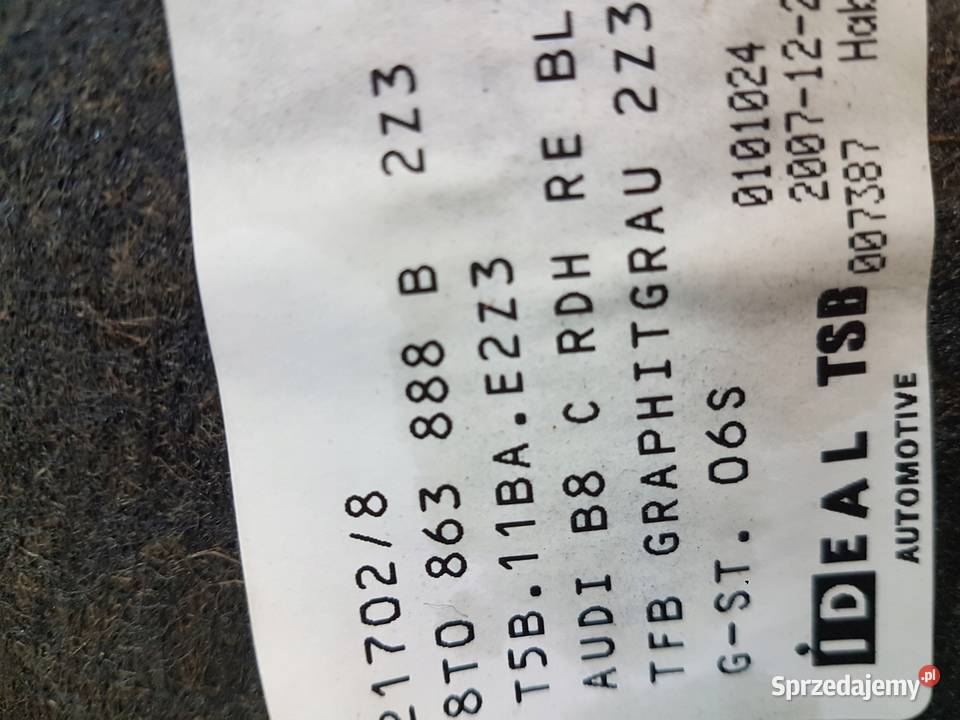 21702/8
8T0 863 888 B 2Z3
T5B.11BA.E2Z3
AUDI B8 C RDH RE BL
TFB GRAPHITGRAU 2Z3
G-ST. 06S 0101024
2007-12-2
iDEAL TSB 007387 Hab
AUTOMOTIVE
Sprzedajemy.pl